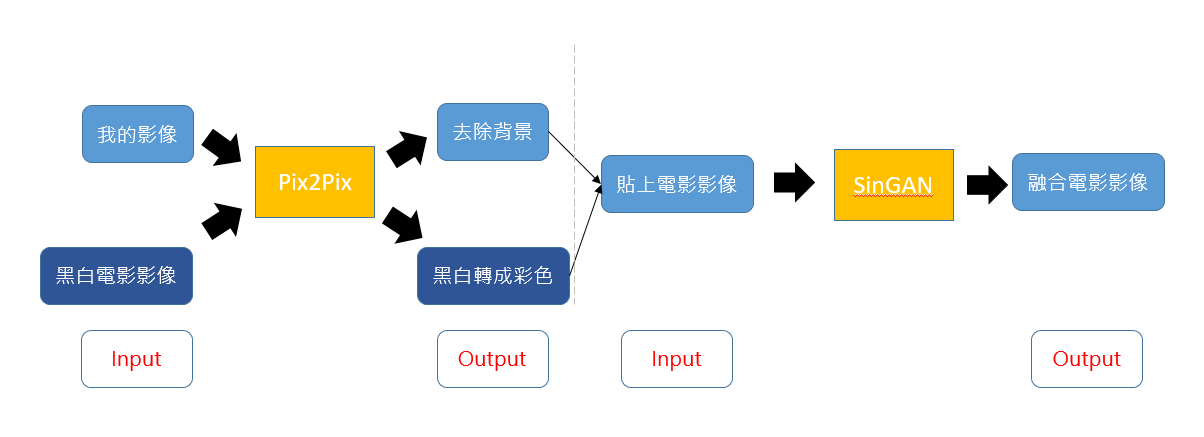 我的影像
黑白電影影像
Pix2Pix
去除背景
黑白轉成彩色
貼上電影影像
SinGAN
融合電影影像
Input
Output
Input
Output